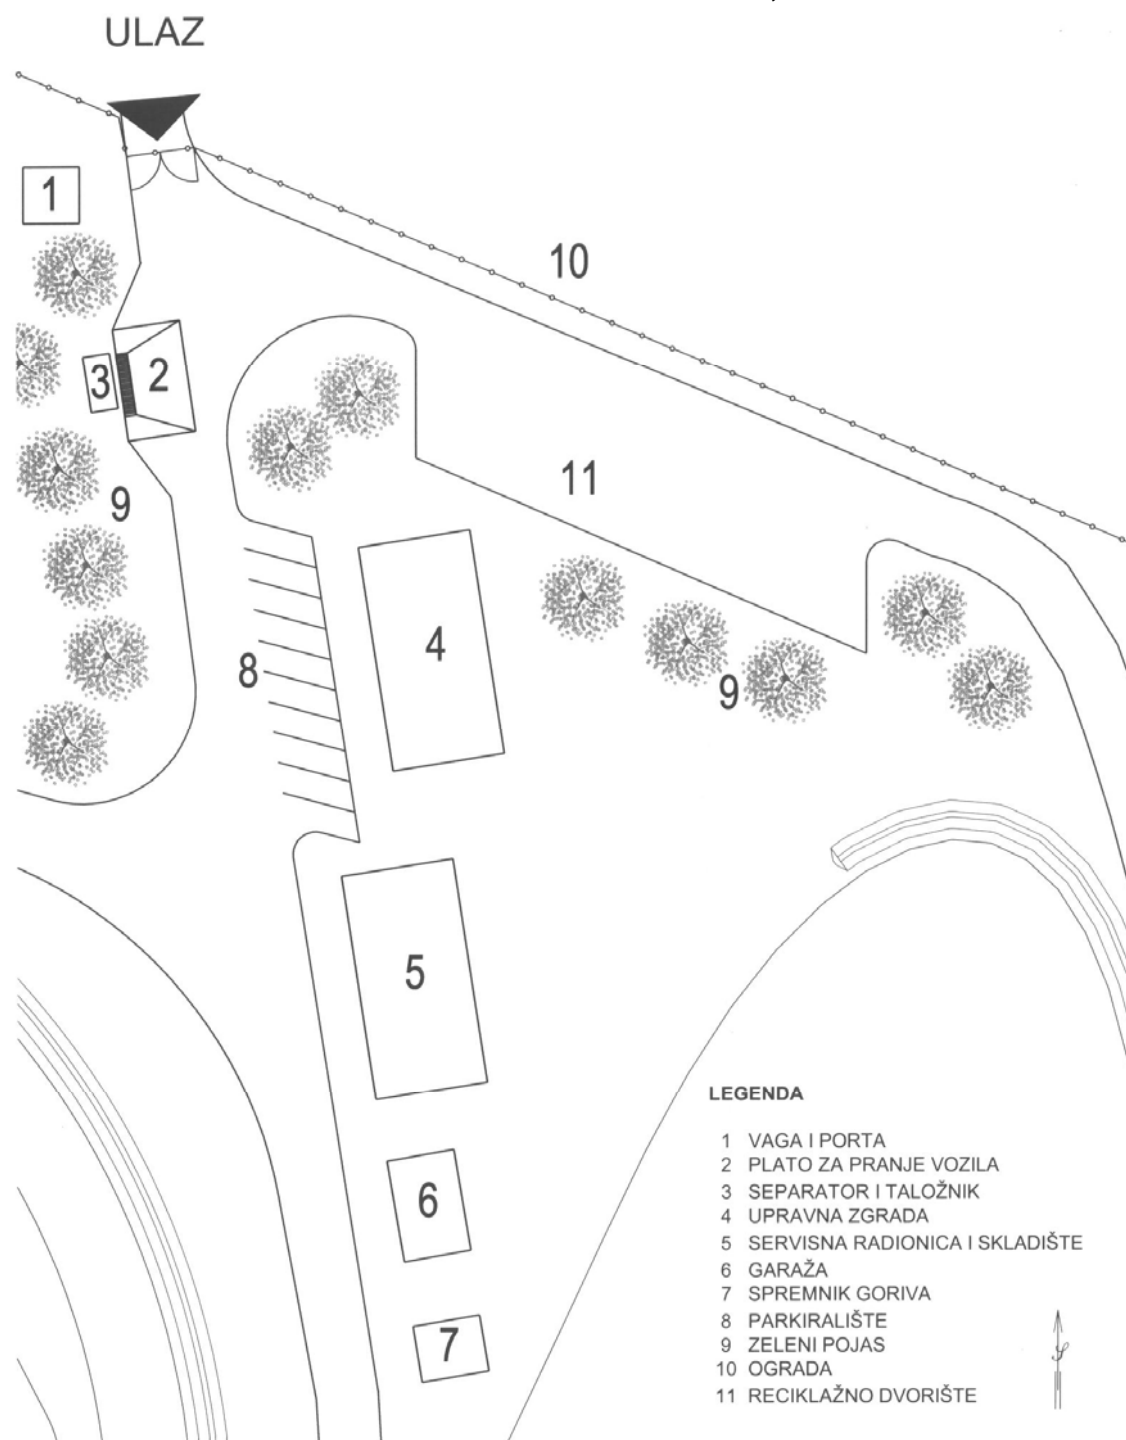 ULAZ
1
10
3
2
11
9
4
8
9
5
6
7
LEGENDA
1 VAGA I PORTA
2 PLATO ZA PRANJE VOZILA
3 SEPARATOR I TALOŽNIK
4 UPRAVNA ZGRADA
5 SERVISNA RADIONICA I SKLADIŠTE
6 GARAŽA
7 SPREMNIK GORIVA
8 PARKIRALIŠTE
9 ZELENI POJAS
10 OGRADA
11 RECIKLAŽNO DVORIŠTE